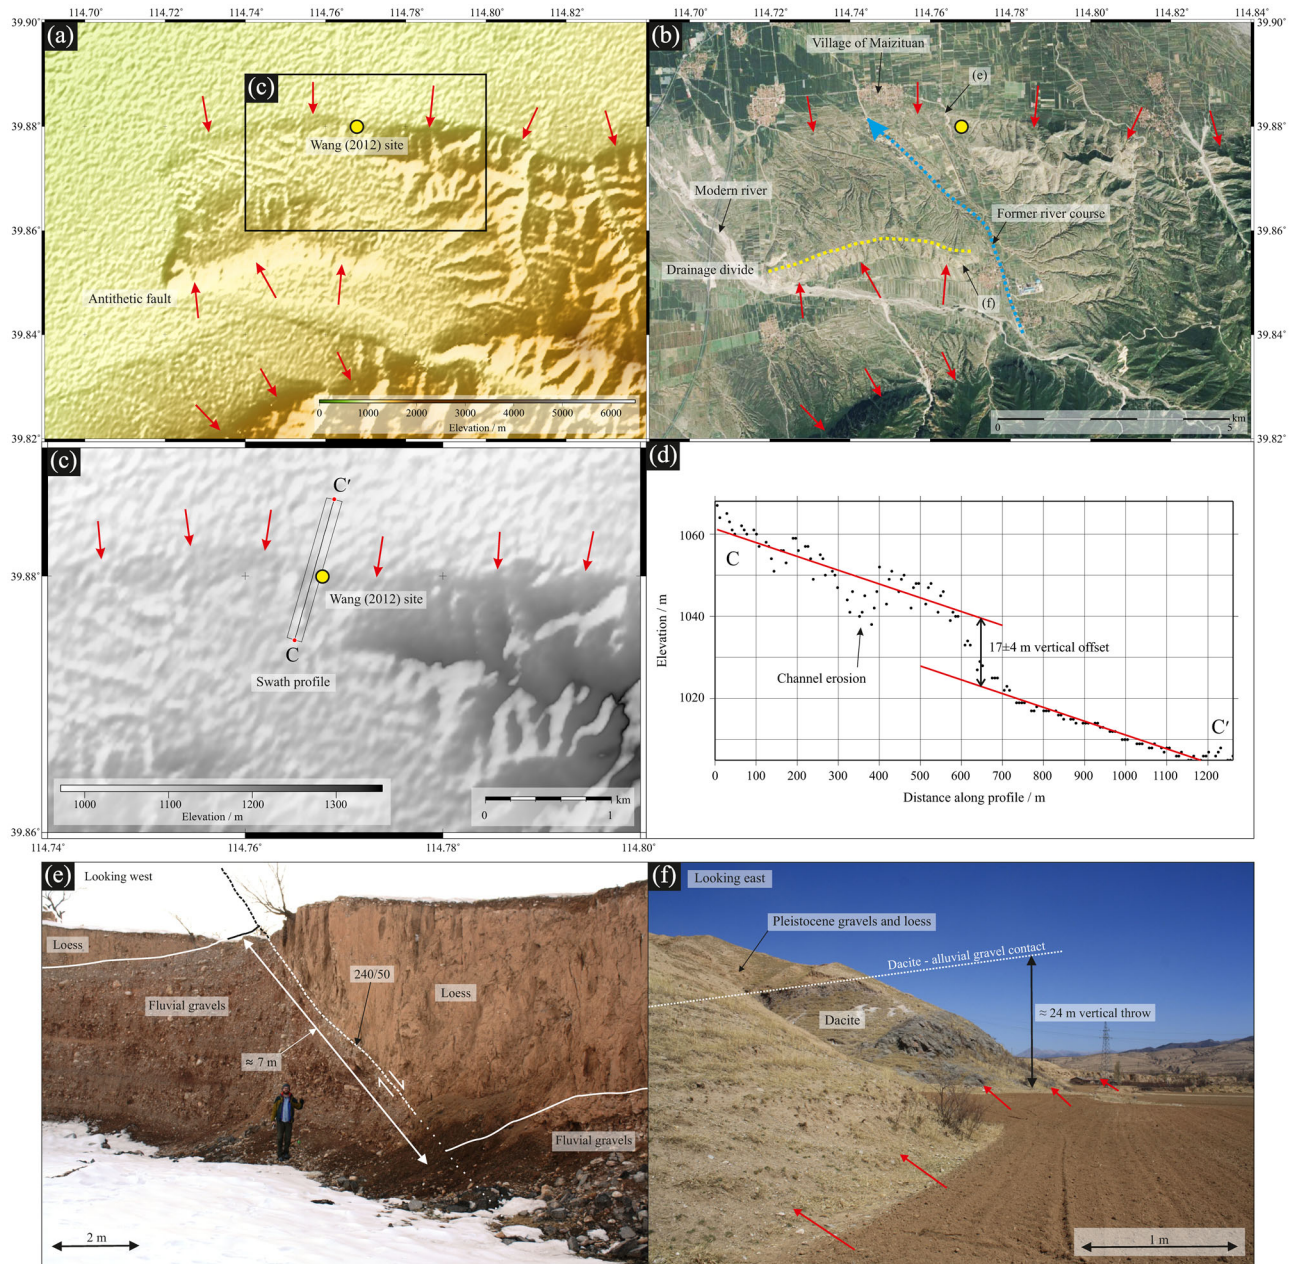 114.70 114.72 114.74 114.76 114.78 114.80 114.82
114.70 114.72 114.74 114.76 114.78 114.80 114.82 114.84
39.90°
39.88°
39.86°
39.84°
39.82°
(a)
(c)
Wang (2012) site
Antithetic fault
0 1000 2000 3000 4000 5000 6000
Elevation / m
(b)
Village of Maizituan
(e)
Modern river
Former river course
Drainage divide
(f)
km
0 5
39.90°
39.88°
39.86°
39.84°
39.82°
(c)
C'
39.88°
Wang (2012) site
C
Swath profile
1000 1100 1200 1300
Elevation / m
km
0 1
39.86°
114.74 114.76 114.78 114.80
(d)
1060
1040
1020
Elevation / m
C
17±4 m vertical offset
Channel erosion
C'
0 100 200 300 400 500 600 700 800 900 1000 1100 1200
Distance along profile / m
(e)
Looking west
Loess
240/50
Fluvial gravels
Loess
≈ 7 m
Fluvial gravels
2 m
(f)
Looking east
Pleistocene gravels and loess
Dacite - alluvial gravel contact
Dacite
≈ 24 m vertical throw
1 m